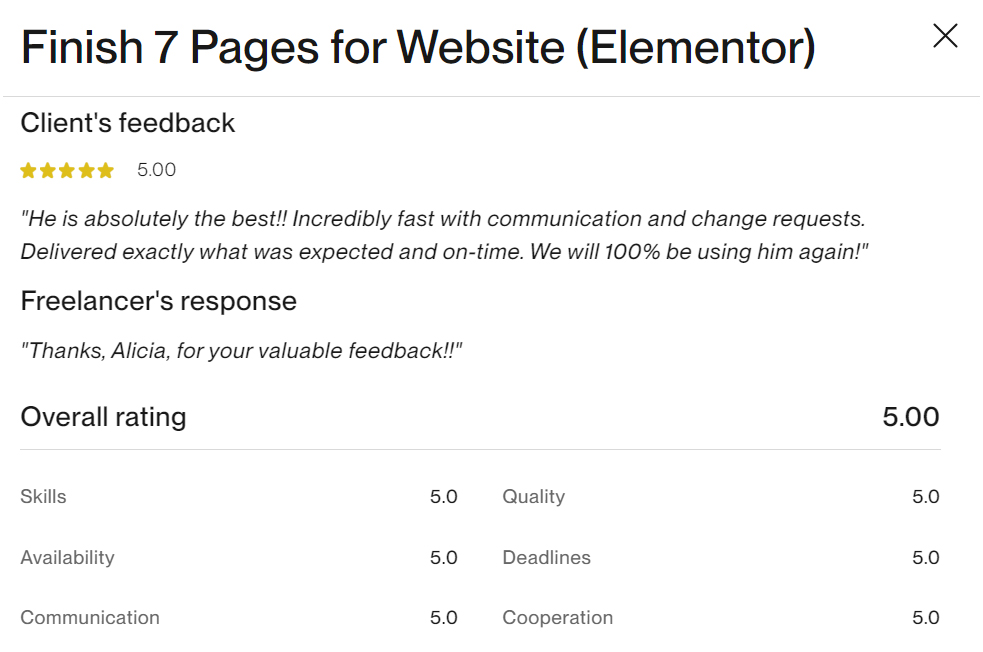 Finish 7 Pages for Website (Elementor)
Client's feedback
5.00
"He is absolutely the best!! Incredibly fast with communication and change requests.
Delivered exactly what was expected and on-time. We will 100% be using him again!"
Freelancer's response
"Thanks, Alicia, for your valuable feedback!!"
Overall rating 5.00
Skills 5.0 Quality 5.0
Availability 5.0 Deadlines 5.0
Communication 5.0 Cooperation 5.0